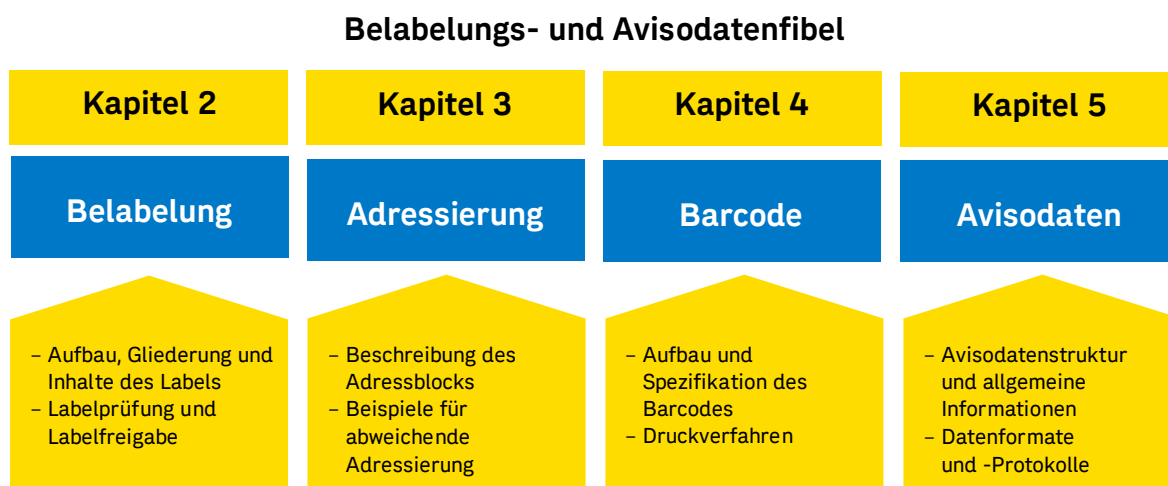 Belabelungs- und Avisodatenfibel
Kapitel 2
Belabelung
– Aufbau, Gliederung und
Inhalte des Labels
– Labelprüfung und
Labelfreigabe
Kapitel 3
Adressierung
– Beschreibung des
Adressblocks
– Beispiele für
abweichende
Adressierung
Kapitel 4
Barcode
– Aufbau und
Spezifikation des
Barcodes
– Druckverfahren
Kapitel 5
Avisodaten
– Avisodatenstruktur
und allgemeine
Informationen
– Datenformate
und -Protokolle